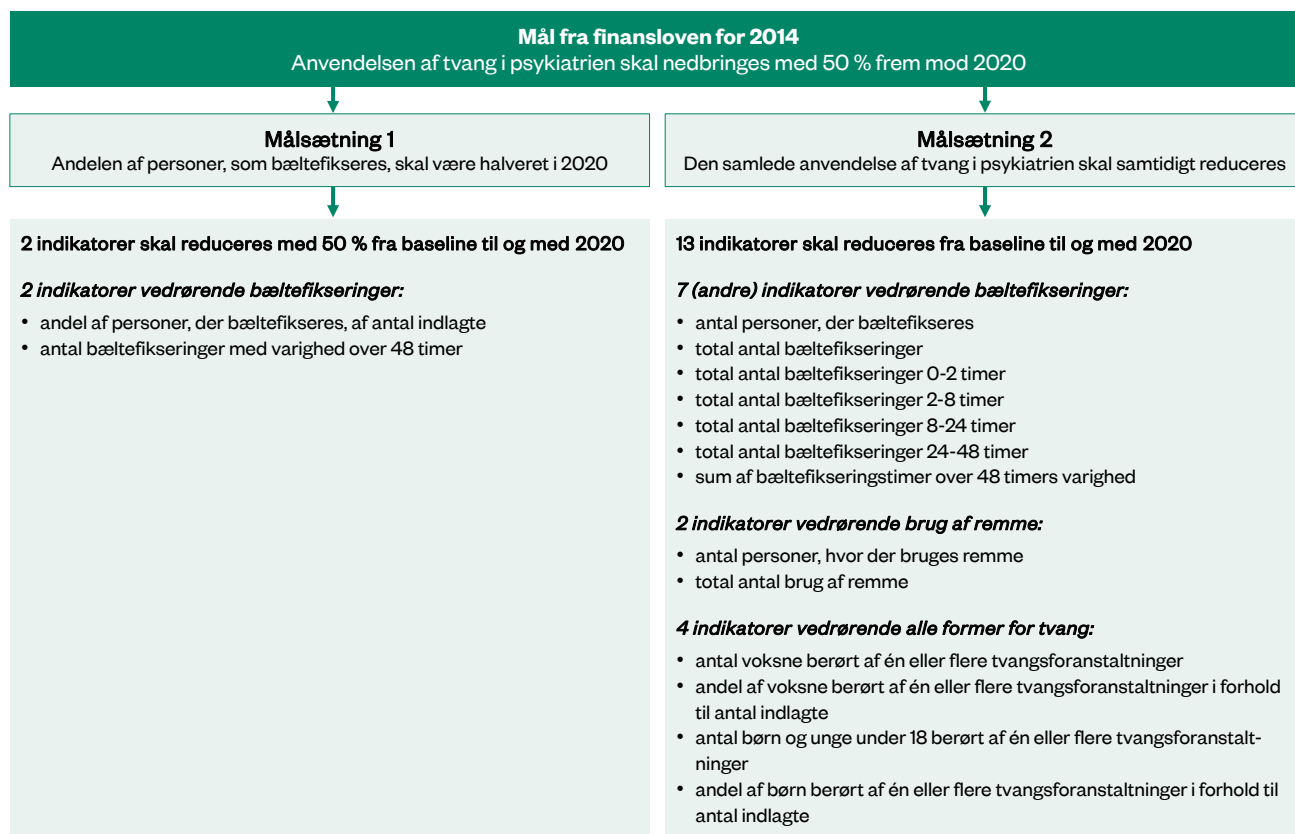 Mål fra finansloven for 2014
Anvendelsen af tvang i psykiatrien skal nedbringes med 50 % frem mod 2020
Målsætning 1
Andelen af personer, som bæltefikseres, skal være halveret i 2020
2 indikatorer skal reduceres med 50 % fra baseline til og med 2020
2 indikatorer vedrørende bæltefikseringer:
• andel af personer, der bæltefikseres, af antal indlagte
• antal bæltefikseringer med varighed over 48 timer
Målsætning 2
Den samlede anvendelse af tvang i psykiatrien skal samtidigt reduceres
13 indikatorer skal reduceres fra baseline til og med 2020
7 (andre) indikatorer vedrørende bæltefikseringer:
• antal personer, der bæltefikseres
• total antal bæltefikseringer
• total antal bæltefikseringer 0-2 timer
• total antal bæltefikseringer 2-8 timer
• total antal bæltefikseringer 8-24 timer
• total antal bæltefikseringer 24-48 timer
• sum af bæltefikseringstimer over 48 timers varighed
2 indikatorer vedrørende brug af remme:
• antal personer, hvor der bruges remme
• total antal brug af remme
4 indikatorer vedrørende alle former for tvang:
• antal voksne berørt af én eller flere tvangsforanstaltninger
• andel af voksne berørt af én eller flere tvangsforanstaltninger i forhold
til antal indlagte
• antal børn og unge under 18 berørt af én eller flere tvangsforanstalt-
ninger
• andel af børn berørt af én eller flere tvangsforanstaltninger i forhold til
antal indlagte